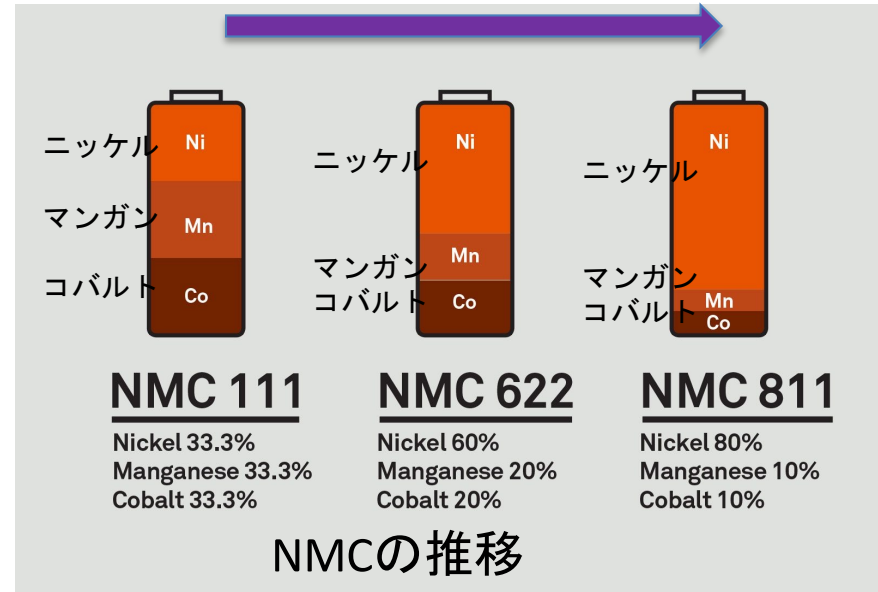 ニッケル
Ni
マンガン
Mn
コバルト
Co
NMC 111
Nickel 33.3%
Manganese 33.3%
Cobalt 33.3%
ニッケル
Ni
マンガン
Mn
コバルト
Co
NMC 622
Nickel 60%
Manganese 20%
Cobalt 20%
ニッケル
Ni
マンガン
Mn
コバルト
Co
NMC 811
Nickel 80%
Manganese 10%
Cobalt 10%
NMCの推移